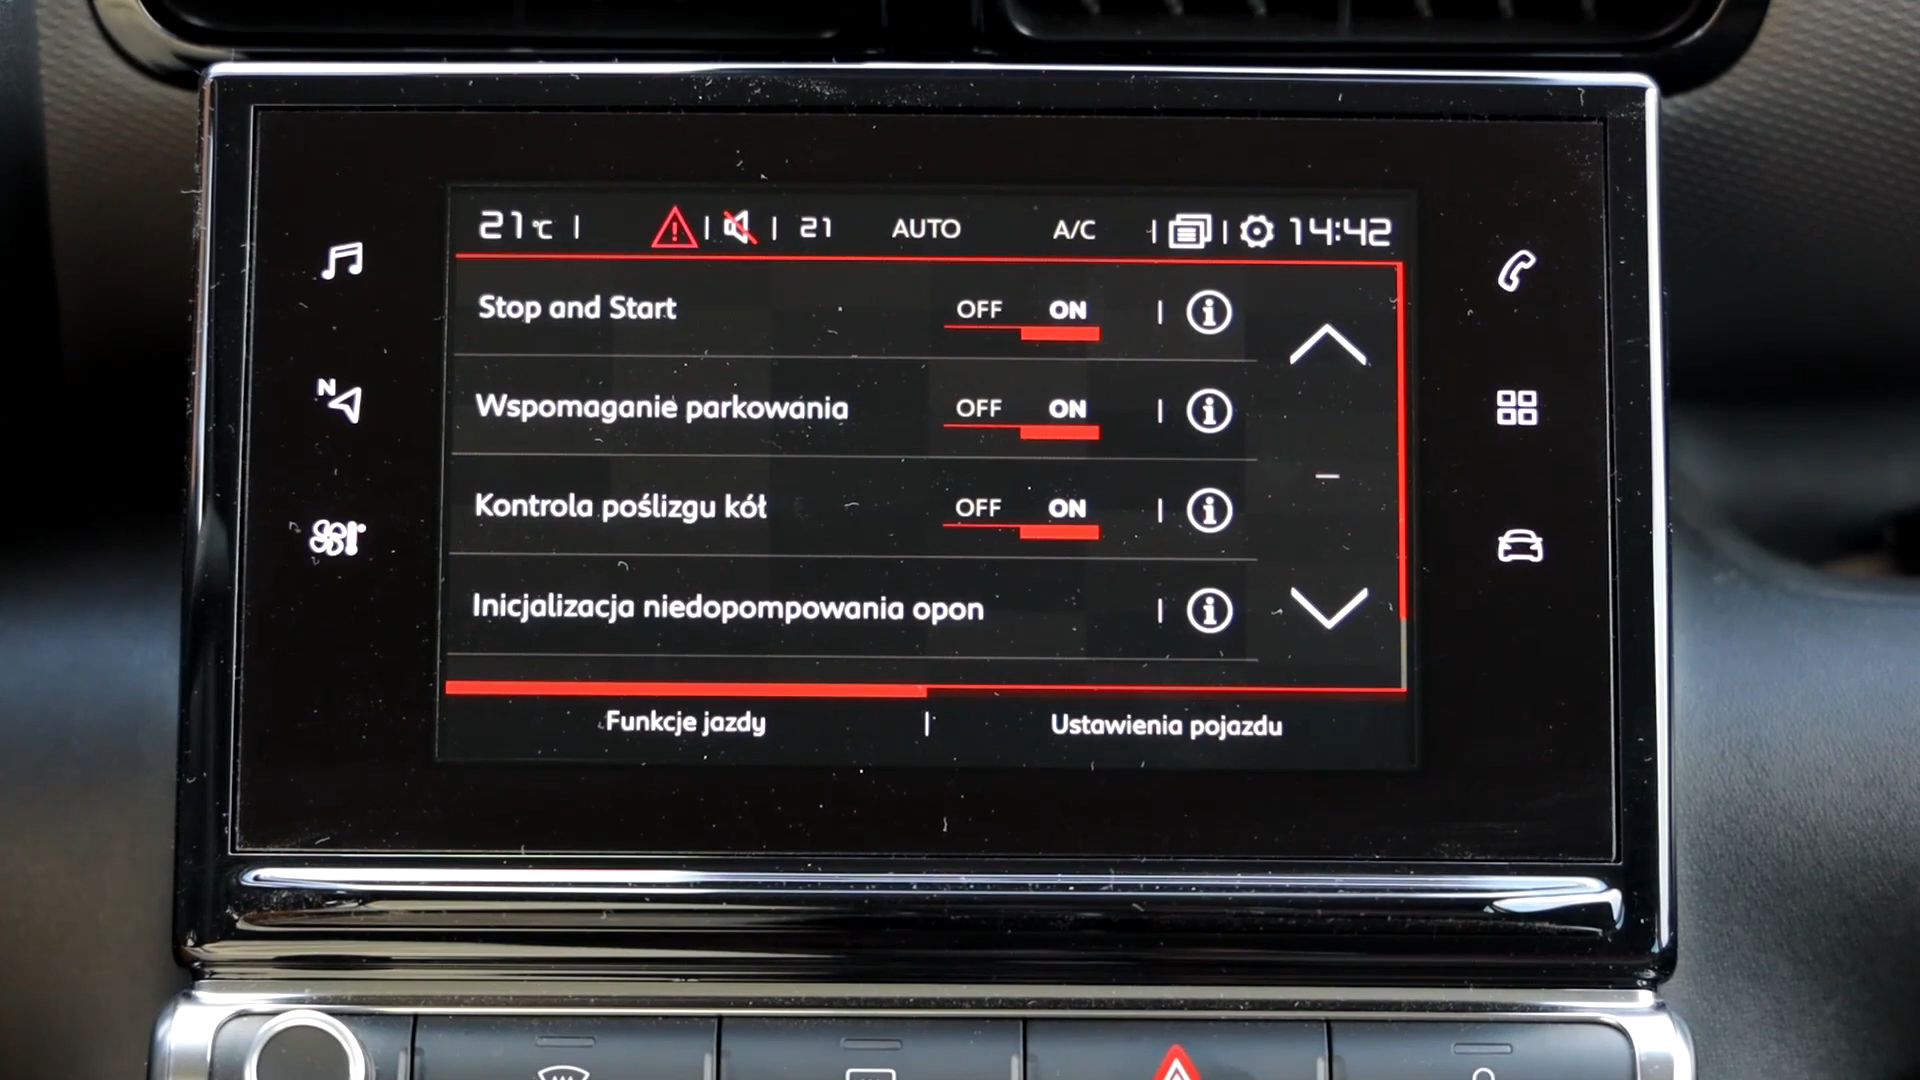 21°C 21 AUTO A/C 14:42
Stop and Start OFF ON
N
Wspomaganie parkowania OFF ON
Kontrola poślizgu kół OFF ON
Inicjalizacja niedopompowania opon
Funkcje jazdy Ustawienia pojazdu